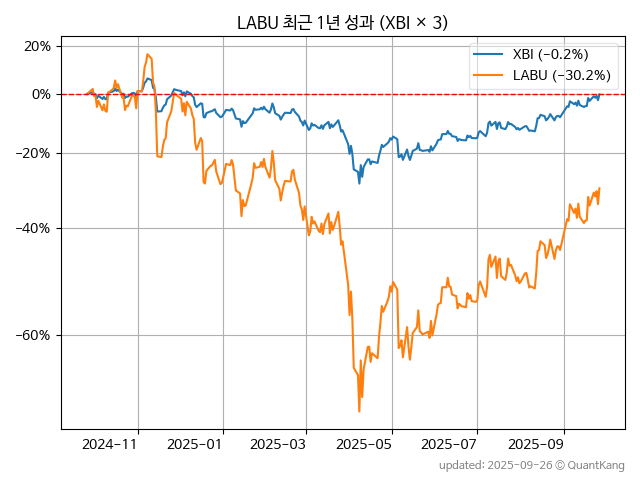 LABU 최근 1년 성과 (XBI × 3)
XBI (−0.2%)
LABU (−30.2%)
20%
0%
−20%
−40%
−60%
2024−11
2025−01
2025−03
2025−05
2025−07
2025−09
updated: 2025-09-26 © QuantKang